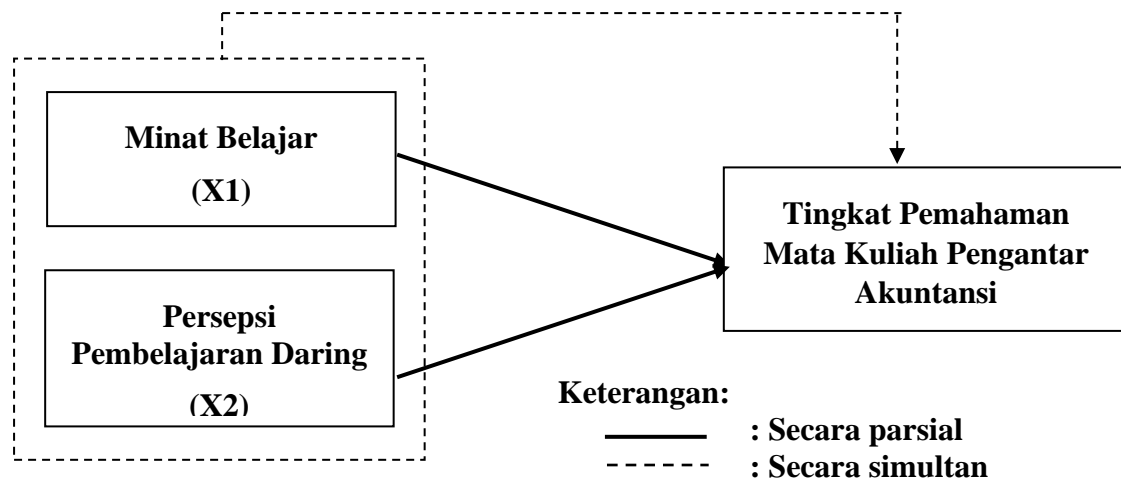 Minat Belajar
(X1)
Persepsi
Pembelajaran Daring
(X2)
Tingkat Pemahaman
Mata Kuliah Pengantar
Akuntansi
Keterangan:
: Secara parsial
: Secara simultan